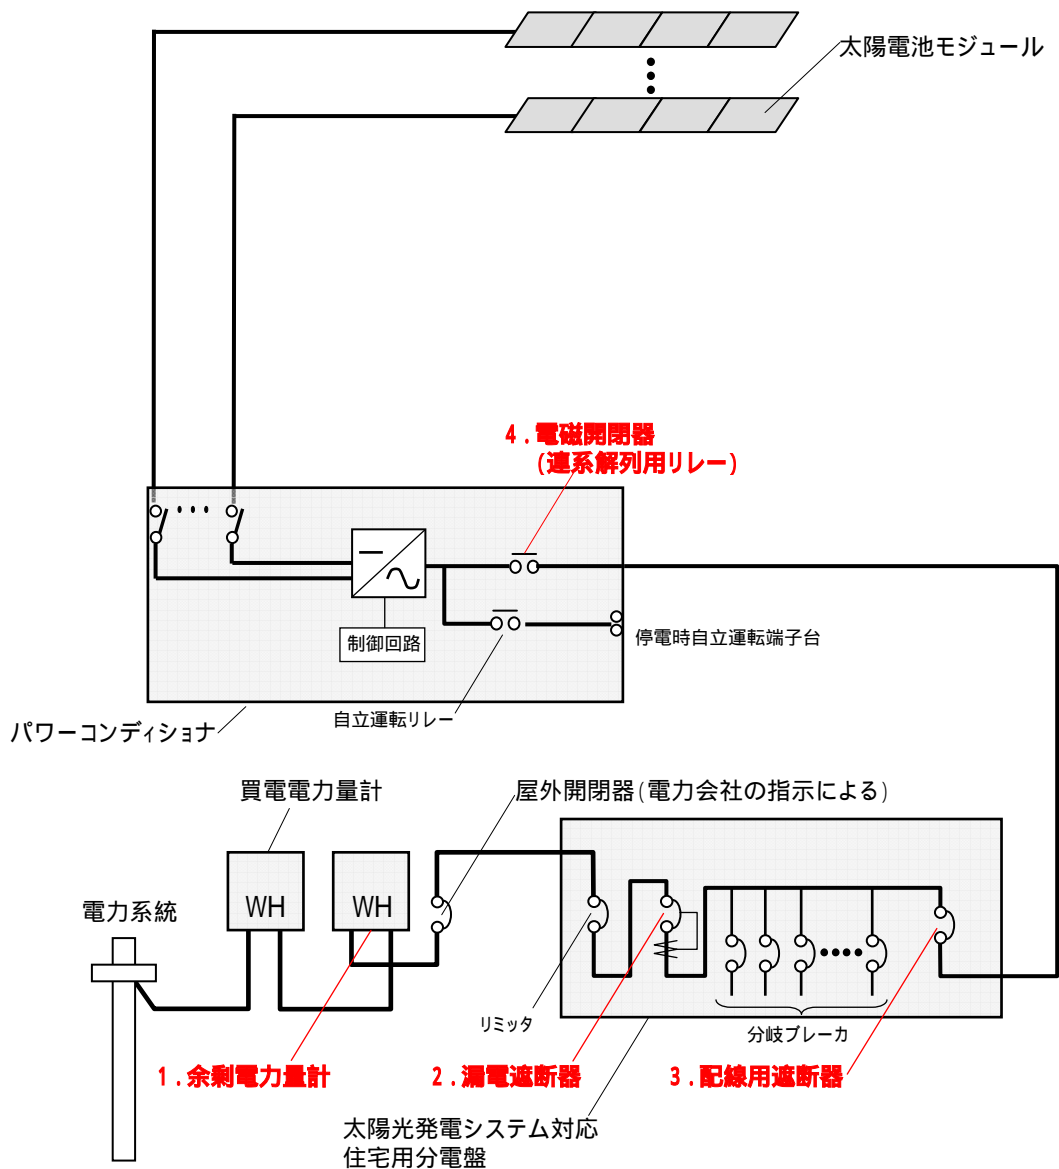 太陽電池モジュール
4.電磁開閉器
(連系解列用リレー)
制御回路
停電時自立運転端子台
自立運転リレー
パワーコンディショナ
買電電力量計
屋外開閉器(電力会社の指示による)
WH
WH
電力系統
リミッタ
分岐ブレーカ
1.余剰電力量計
2.漏電遮断器
3.配線用遮断器
太陽光発電システム対応
住宅用分電盤